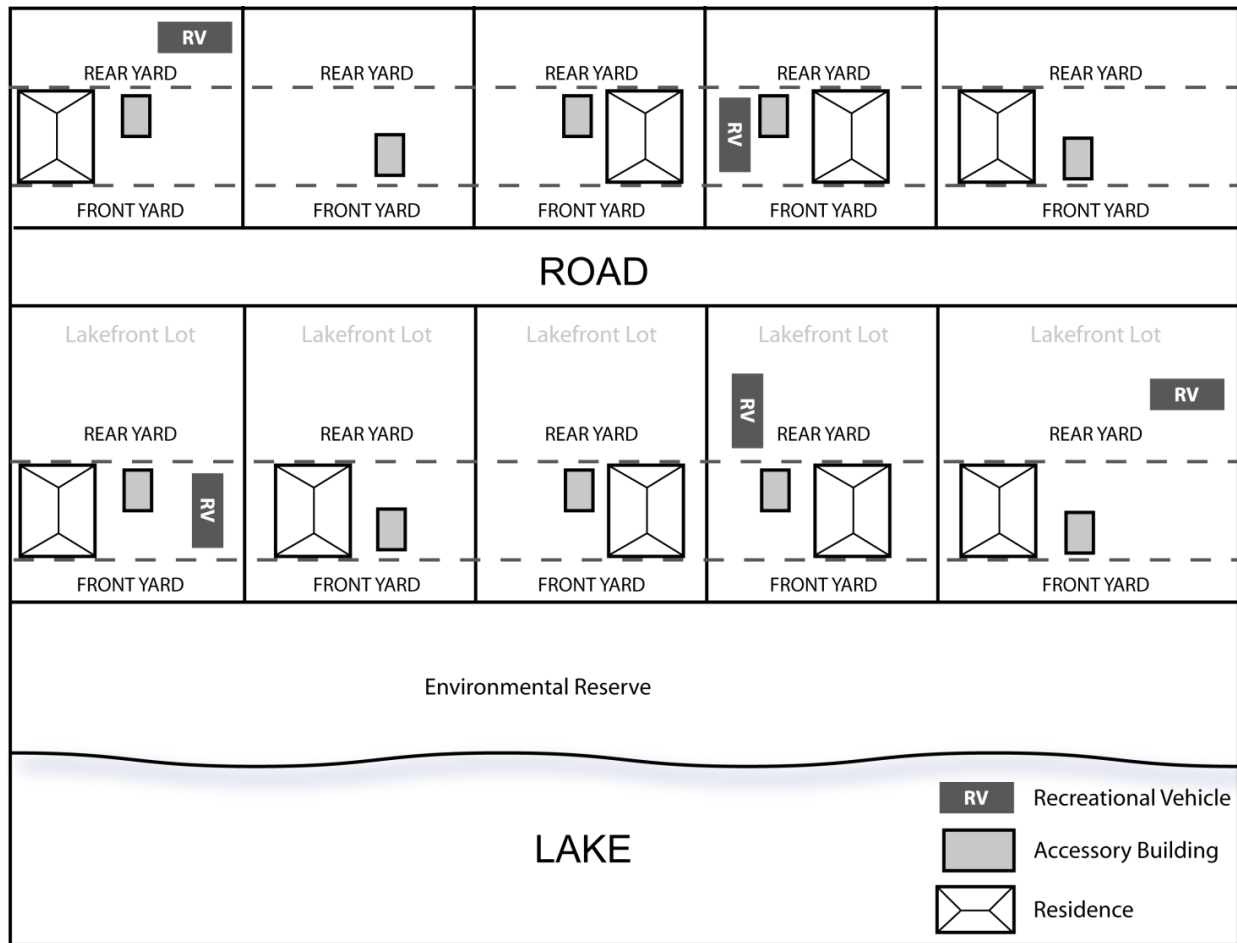 RV
REAR YARD
REAR YARD
REAR YARD
REAR YARD
REAR YARD
RV
FRONT YARD
FRONT YARD
FRONT YARD
FRONT YARD
FRONT YARD
ROAD
Lakefront Lot
Lakefront Lot
Lakefront Lot
Lakefront Lot
Lakefront Lot
RV
RV
REAR YARD
REAR YARD
REAR YARD
REAR YARD
REAR YARD
RV
FRONT YARD
FRONT YARD
FRONT YARD
FRONT YARD
FRONT YARD
Environmental Reserve
LAKE
RV Recreational Vehicle
Accessory Building
Residence